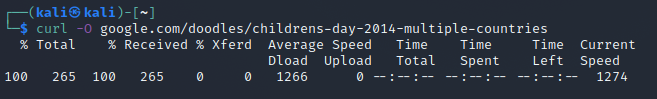 ┌──(kali㉿kali)-[~]
└─$ curl -O google.com/doodles/childrens-day-2014-multiple-countries
  % Total    % Received % Xferd  Average Speed   Time    Time     Time  Current
                                 Dload  Upload   Total   Spent    Left  Speed
100   265  100   265    0     0   1266      0 --:--:-- --:--:-- --:--:--  1274